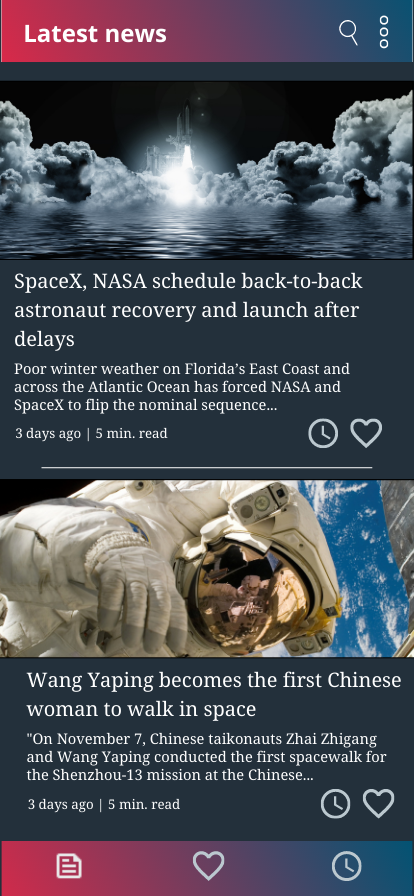 Latest news
SpaceX, NASA schedule back-to-back
astronaut recovery and launch after
delays
Poor winter weather on Florida’s East Coast and
across the Atlantic Ocean has forced NASA and
SpaceX to flip the nominal sequence...
3 days ago | 5 min. read
Wang Yaping becomes the first Chinese
woman to walk in space
"On November 7, Chinese taikonauts Zhai Zhigang
and Wang Yaping conducted the first spacewalk for
the Shenzhou-13 mission at the Chinese...
3 days ago | 5 min. read